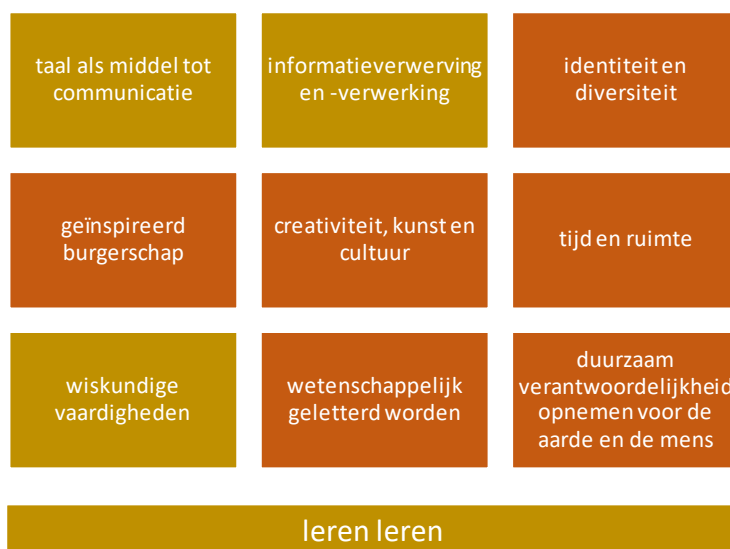 taal als middel tot
communicatie
informatieverwerving
en -verwerking
identiteit en
diversiteit
geïnspireerd
burgerschap
creativiteit, kunst en
cultuur
tijd en ruimte
wiskundige
vaardigheden
wetenschappelijk
geletterd worden
duurzaam
verantwoordelijkheid
opnemen voor de
aarde en de mens
leren leren